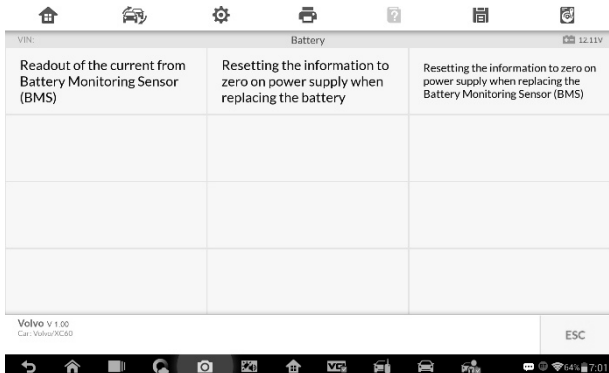 VIN:
Battery
12.11V
Readout of the current from
Battery Monitoring Sensor
(BMS)
Resetting the information to
zero on power supply when
replacing the battery
Resetting the information to zero on
power supply when replacing the
Battery Monitoring Sensor (BMS)
Volvo V 1.00
Car: Volvo/XC60
ESC
64% 7:01